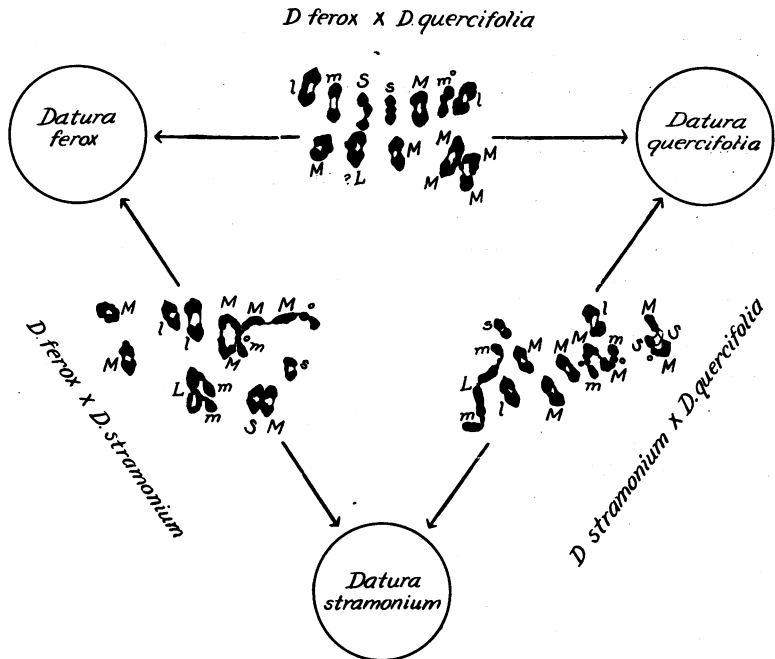 D ferox X D.quercifolia
l m S s M m° l
M ?L M M M M M
Datura
ferox
Datura
quercifolia
M l l M M M ° °m M
M L m m S M s
s m L m M l M M M l m m M° M S S M °
D.ferox X D.stramonium
D stramonium X D.quercifolia
Datura
stramonium